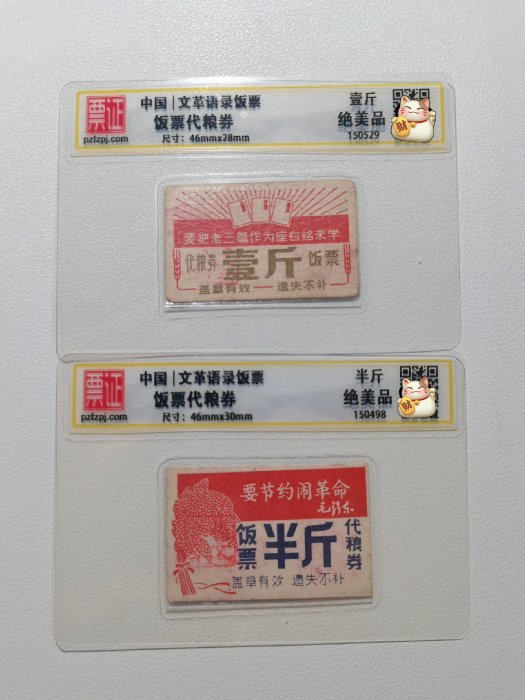 票证
pzfzpj.com
中国|文革语录饭票
饭票代粮券
尺寸：46mmx28mm
壹斤
绝美品
150529
财
要把老三篇作为座右铭来学
代粮券 壹斤 饭票
盖章有效 — 遗失不补
票证
pzfzpj.com
中国|文革语录饭票
饭票代粮券
尺寸：46mmx30mm
半斤
绝美品
150498
财
要节约闹革命
毛泽东
饭票 半斤 代粮券
盖章有效 遗失不补